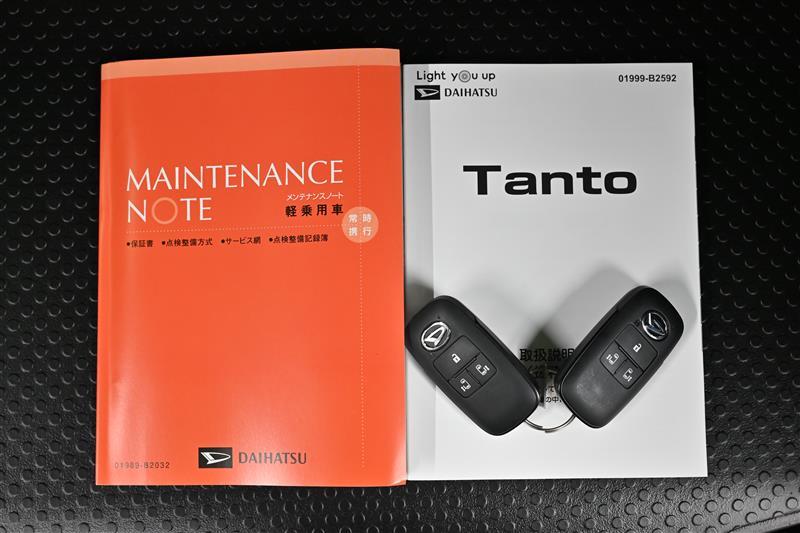 MAINTENANCE
NOTE
メンテナンスノート
軽乗用車
常時
携行
●保証書 ●点検整備方式 ●サービス網 ●点検整備記録簿
01989-B2032
DAIHATSU
Light you up
DAIHATSU
01999-B2592
Tanto
取扱説明